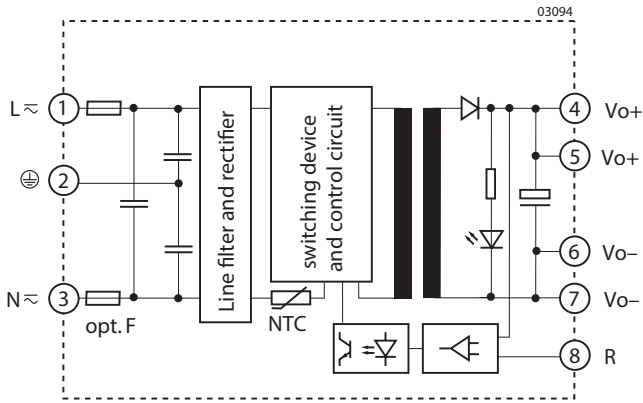 03094
L ⎓
1
4
Vo+
5
Vo+
2
Line filter and rectifier
switching device
and control circuit
6
Vo–
N ⎓
3
opt. F
NTC
7
Vo–
8
R